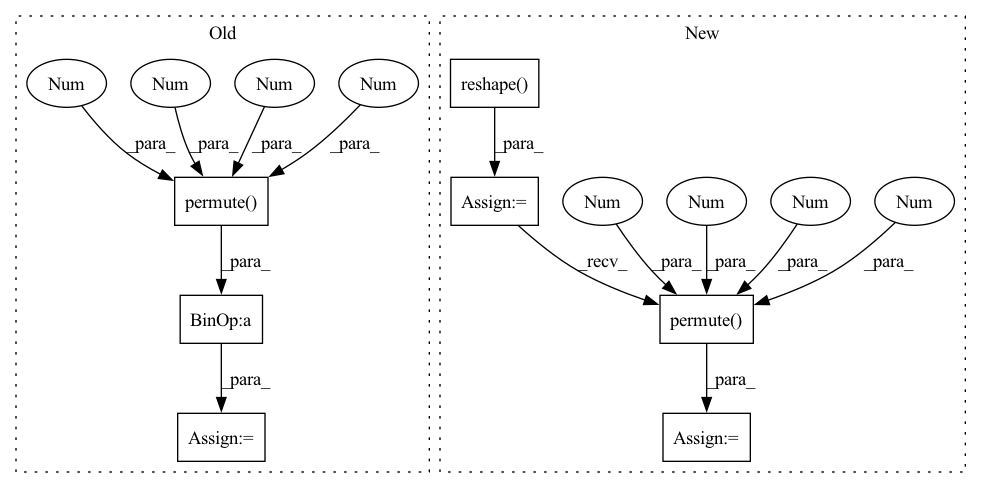 Old
New
Num
Num
Num
Num
reshape()
_para_
_para_
_para_
_para_
_para_
permute()
Assign:=
Num
Num
Num
Num
_para_
_recv_
_para_
_para_
_para_
_para_
BinOp:a
permute()
_para_
_para_
Assign:=
Assign:=